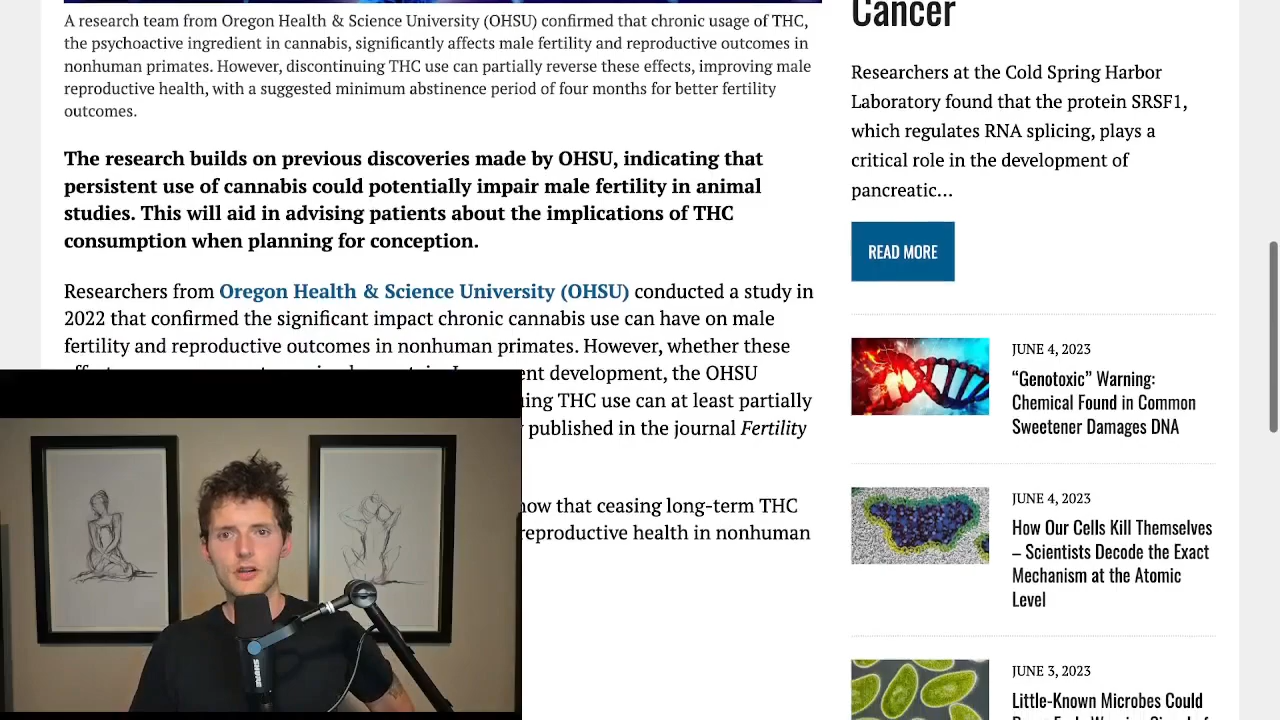 A research team from Oregon Health & Science University (OHSU) confirmed that chronic usage of THC,
the psychoactive ingredient in cannabis, significantly affects male fertility and reproductive outcomes in
nonhuman primates. However, discontinuing THC use can partially reverse these effects, improving male
reproductive health, with a suggested minimum abstinence period of four months for better fertility
outcomes.
The research builds on previous discoveries made by OHSU, indicating that
persistent use of cannabis could potentially impair male fertility in animal
studies. This will aid in advising patients about the implications of THC
consumption when planning for conception.
Researchers from Oregon Health & Science University (OHSU) conducted a study in
2022 that confirmed the significant impact chronic cannabis use can have on male
fertility and reproductive outcomes in nonhuman primates. However, whether these
development, the OHSU
THC use can at least partially
published in the journal Fertility
that ceasing long-term THC
reproductive health in nonhuman
SHURE
Cancer
Researchers at the Cold Spring Harbor
Laboratory found that the protein SRSF1,
which regulates RNA splicing, plays a
critical role in the development of
pancreatic...
READ MORE
JUNE 4, 2023
“Genotoxic” Warning:
Chemical Found in Common
Sweetener Damages DNA
JUNE 4, 2023
How Our Cells Kill Themselves
– Scientists Decode the Exact
Mechanism at the Atomic
Level
JUNE 3, 2023
Little-Known Microbes Could